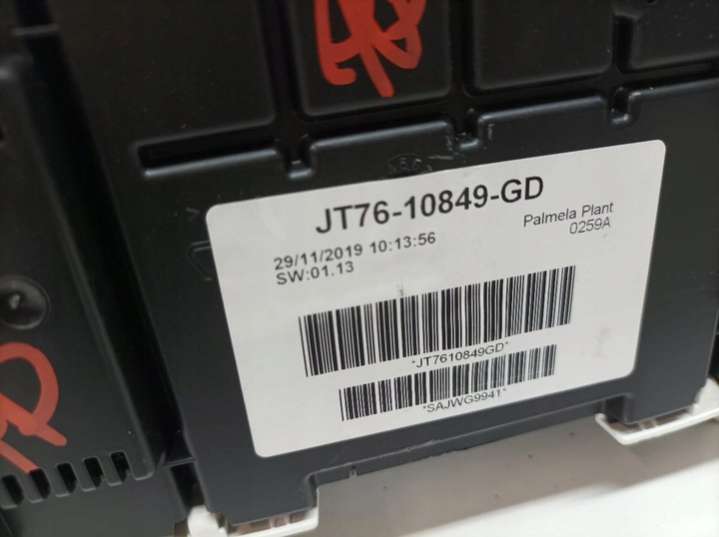 JT76-10849-GD
29/11/2019 10:13:56
SW:01.13
Palmela Plant
0259A
*JT7610849GD*
*SAJWG9941*